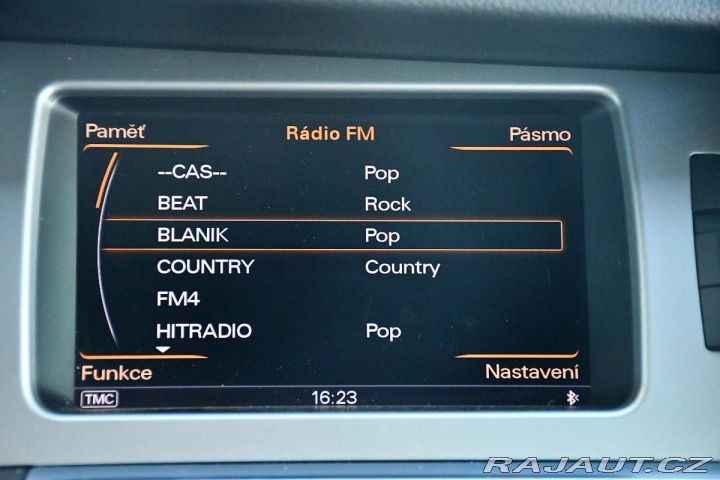 Paměť Rádio FM Pásmo
--CAS-- Pop
BEAT Rock
BLANIK Pop
COUNTRY Country
FM4
HITRADIO Pop
Funkce Nastavení
TMC 16:23
RAJAUT.CZ